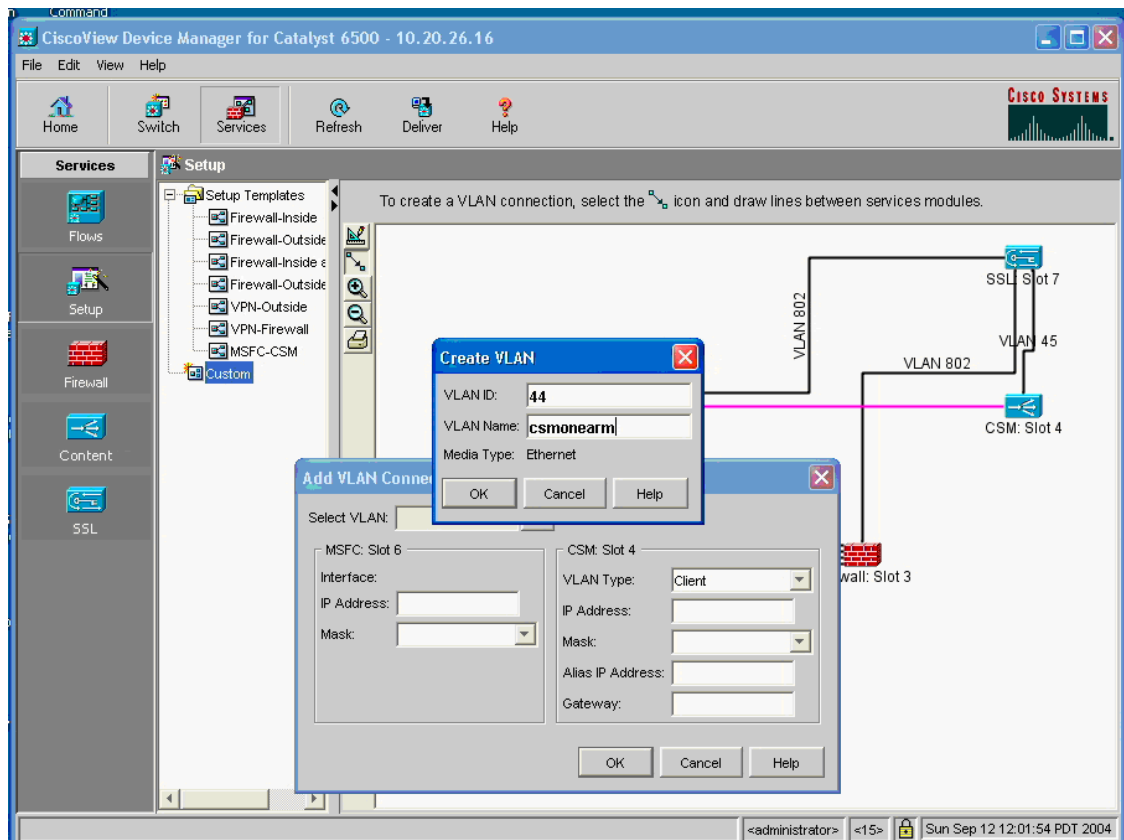 Command
CiscoView Device Manager for Catalyst 6500 - 10.20.26.16
File Edit View Help
Home Switch Services Refresh Deliver Help
CISCO SYSTEMS
Services
Setup
Flows
Setup
Firewall
Content
SSL
Setup Templates
Firewall-Inside
Firewall-Outside
Firewall-Inside
Firewall-Outside
VPN-Outside
VPN-Firewall
MSFC-CSM
Custom
To create a VLAN connection, select the icon and draw lines between services modules.
SSL: Slot 7
VLAN 802
VLAN 45
VLAN 802
CSM: Slot 4
wall: Slot 3
Create VLAN
VLAN ID: 44
VLAN Name: csmonearm
Media Type: Ethernet
OK Cancel Help
Add VLAN Conne
Select VLAN:
MSFC: Slot 6
Interface:
IP Address:
Mask:
CSM: Slot 4
VLAN Type: Client
IP Address:
Mask:
Alias IP Address:
Gateway:
OK Cancel Help
<administrator> <15> Sun Sep 12 12:01:54 PDT 2004